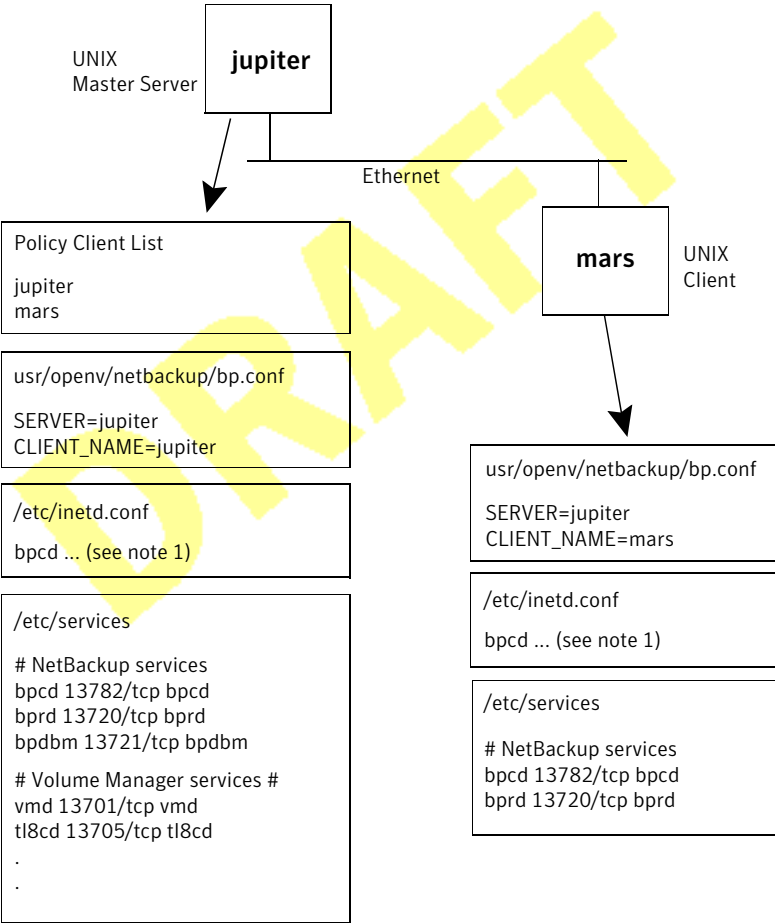 UNIX
Master Server
jupiter
Ethernet
mars
UNIX
Client
Policy Client List
jupiter
mars
usr/openv/netbackup/bp.conf
SERVER=jupiter
CLIENT_NAME=jupiter
/etc/inetd.conf
bpcd ... (see note 1)
/etc/services
# NetBackup services
bpcd 13782/tcp bpcd
bprd 13720/tcp bprd
bpdbm 13721/tcp bpdbm
# Volume Manager services #
vmd 13701/tcp vmd
tl8cd 13705/tcp tl8cd
.
.
usr/openv/netbackup/bp.conf
SERVER=jupiter
CLIENT_NAME=mars
/etc/inetd.conf
bpcd ... (see note 1)
/etc/services
# NetBackup services
bpcd 13782/tcp bpcd
bprd 13720/tcp bprd
DRAFT